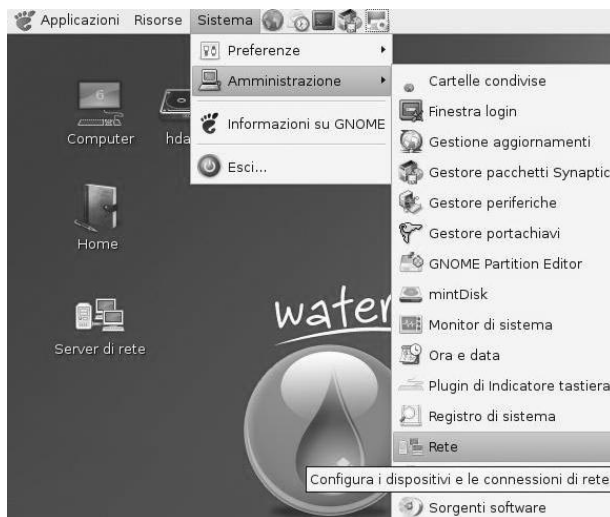 Applicazioni Risorse Sistema
Preferenze
Amministrazione
Informazioni su GNOME
Esci...
6
Computer
hda
Home
Server di rete
water
Cartelle condivise
Finestra login
Gestione aggiornamenti
Gestore pacchetti Synaptic
Gestore periferiche
Gestore portachiavi
GNOME Partition Editor
mintDisk
Monitor di sistema
Ora e data
Plugin di Indicatore tastiera
Registro di sistema
Rete
Configura i dispositivi e le connessioni di rete
Sorgenti software